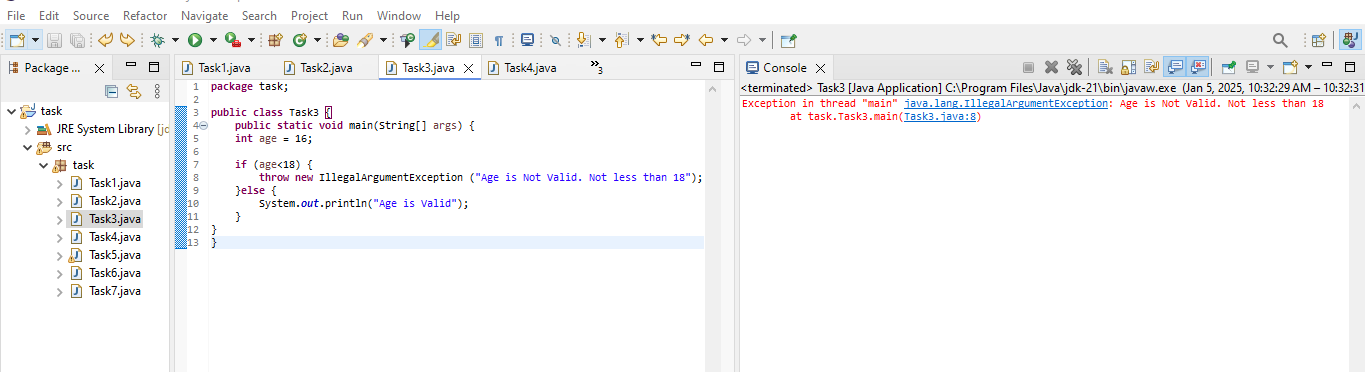 File Edit Source Refactor Navigate Search Project Run Window Help
Package ...
task
JRE System Library [jd
src
task
Task1.java
Task2.java
Task3.java
Task4.java
Task5.java
Task6.java
Task7.java
Task1.java Task2.java Task3.java Task4.java »3
1 package task;
2
3 public class Task3 {
4 public static void main(String[] args) {
5 int age = 16;
6
7 if (age<18) {
8 throw new IllegalArgumentException ("Age is Not Valid. Not less than 18");
9 }else {
10 System.out.println("Age is Valid");
11 }
12 }
13 }
Console
<terminated> Task3 [Java Application] C:\Program Files\Java\jdk-21\bin\javaw.exe (Jan 5, 2025, 10:32:29 AM – 10:32:31
Exception in thread "main" java.lang.IllegalArgumentException: Age is Not Valid. Not less than 18
at task.Task3.main(Task3.java:8)